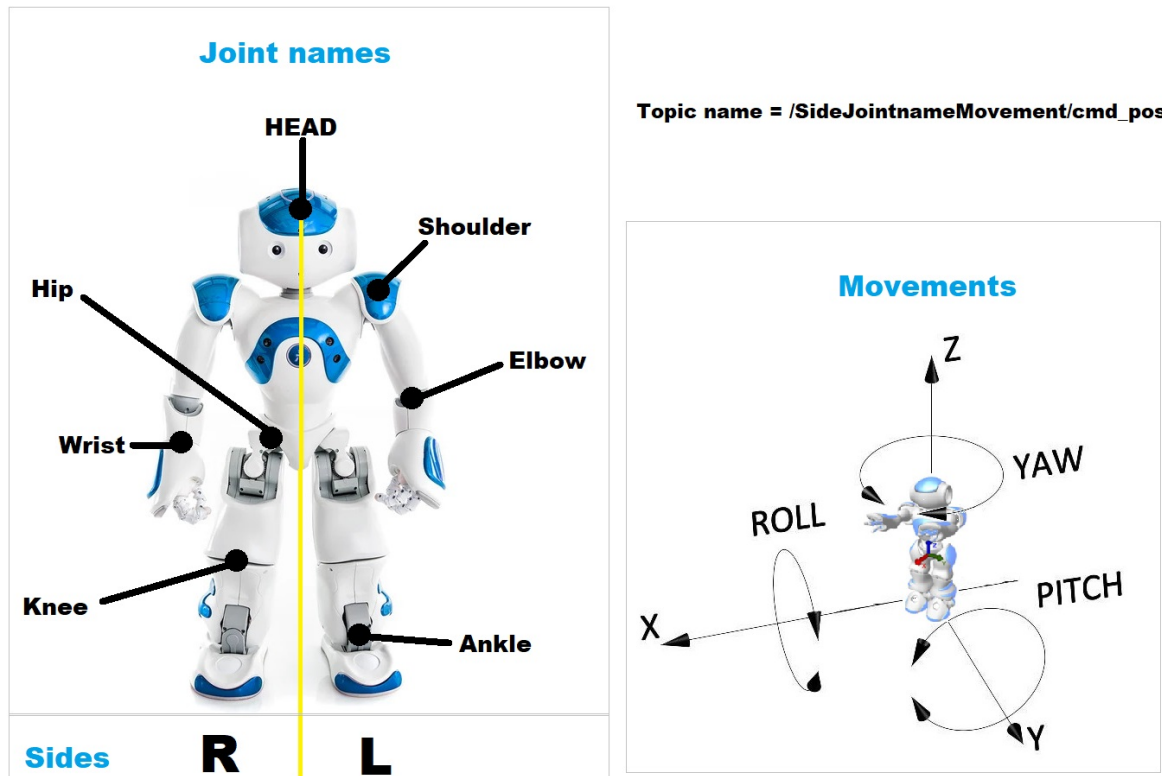 Joint names
HEAD
Shoulder
Hip
Elbow
Wrist
Knee
Ankle
Sides
R
L
Topic name = /SideJointnameMovement/cmd_pos
Movements
Z
YAW
ROLL
PITCH
X
Y